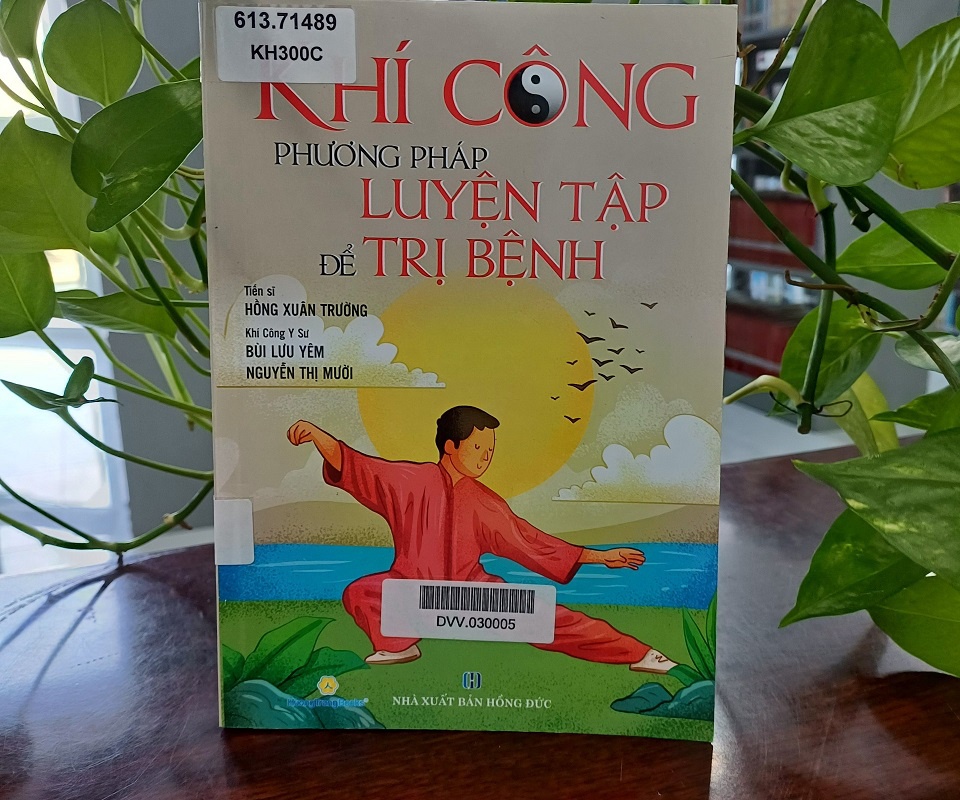 613.71489
KH300C
KHÍ CÔNG
PHƯƠNG PHÁP
LUYỆN TẬP
ĐỂ TRỊ BỆNH
Tiến sĩ
HỒNG XUÂN TRƯỜNG
Khí Công Y Sư
BÙI LƯU YÊM
NGUYỄN THỊ MƯỜI
DVV.030005
NHÀ XUẤT BẢN HỒNG ĐỨC